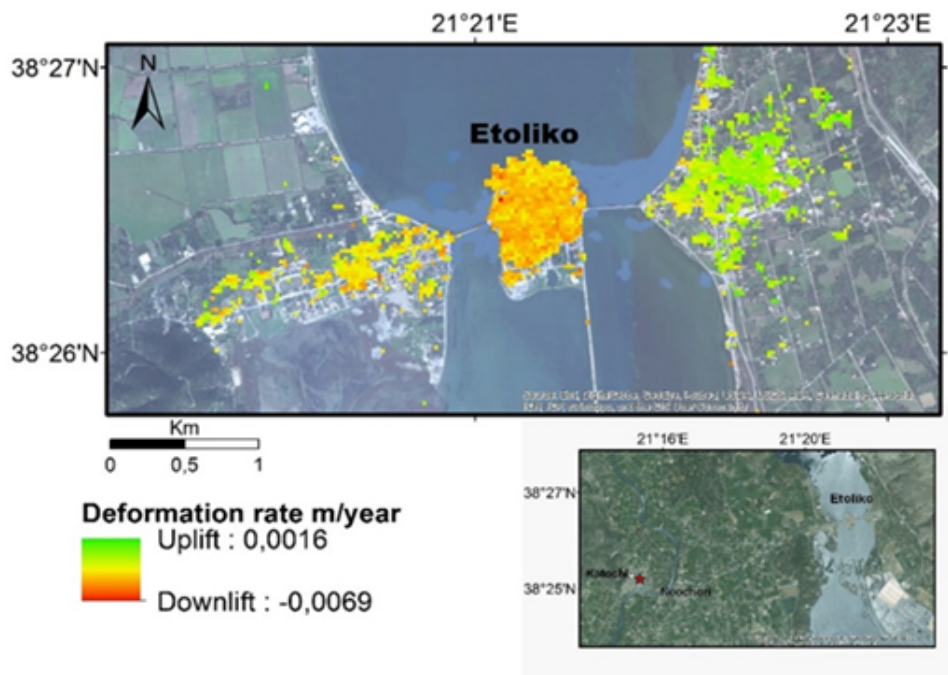 21°21'E 21°23'E
38°27'N
N
Etoliko
38°26'N
Km
0 0,5 1
Deformation rate m/year
Uplift : 0,0016
Downlift : -0,0069
21°16'E 21°20'E
38°27'N
Etoliko
38°25'N
Neochori